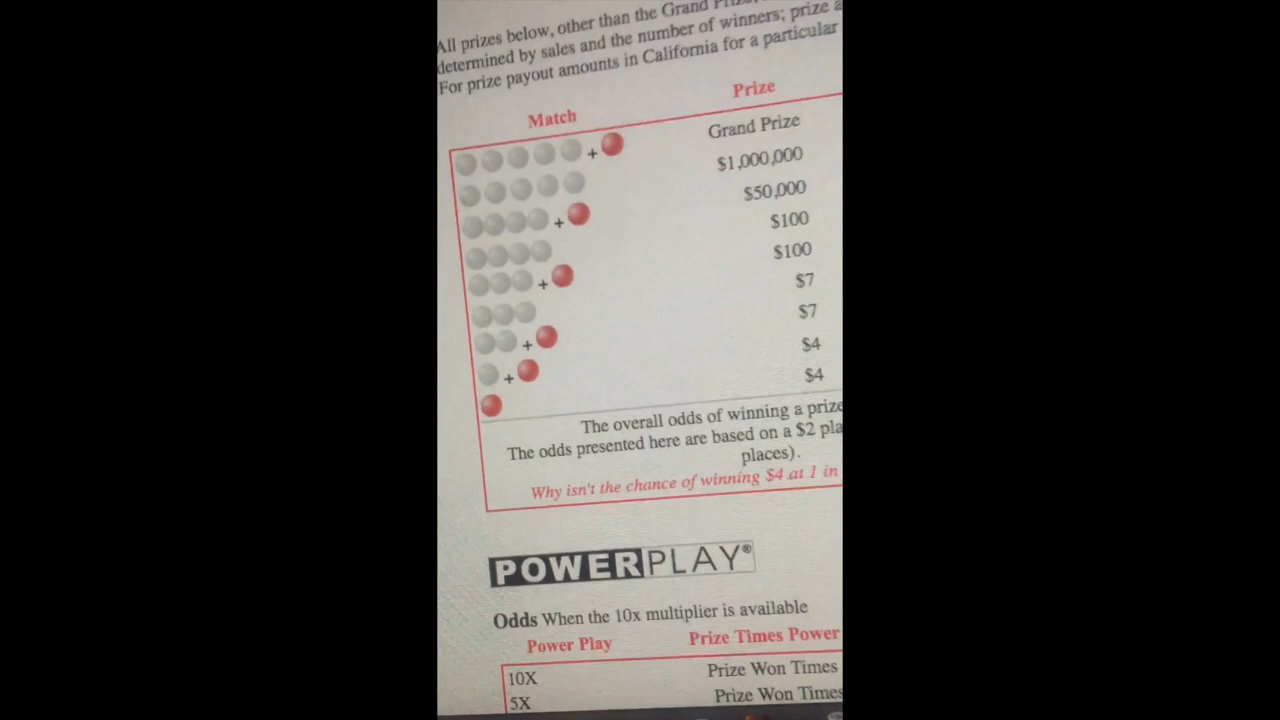 All prizes below, other than the Grand Prize,
determined by sales and the number of winners; prize
For prize payout amounts in California for a particular
Match Prize
+ Grand Prize
$1,000,000
+ $50,000
$100
+ $100
$7
+ $7
+ $4
$4
The overall odds of winning a prize
The odds presented here are based on a $2
places).
Why isn't the chance of winning $4 at 1 in
POWERPLAY®
Odds When the 10x multiplier is available
Power Play Prize Times Power
10X Prize Won Times
5X Prize Won Times